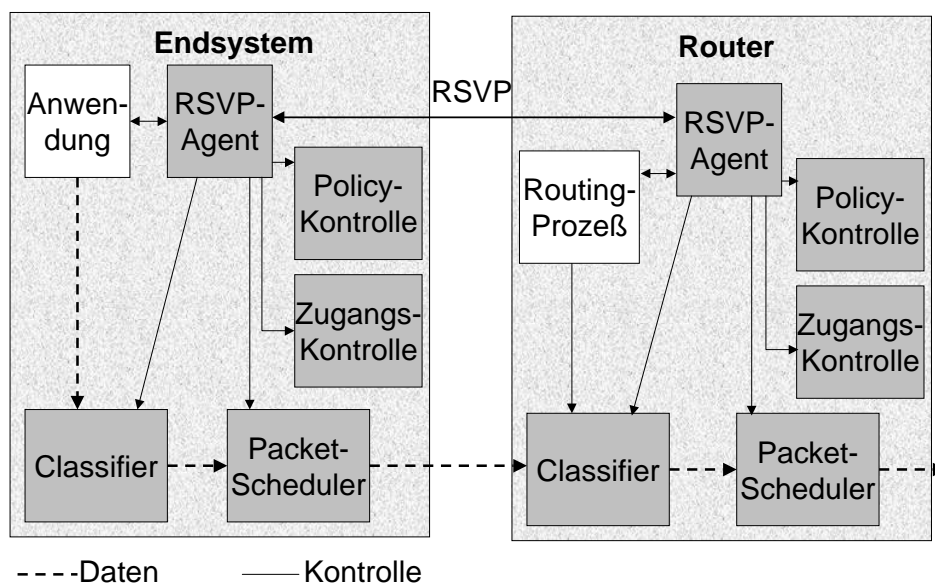 Endsystem
Anwen-
dung
RSVP-
Agent
Policy-
Kontrolle
Zugangs-
Kontrolle
Classifier
Packet-
Scheduler
RSVP
Router
RSVP-
Agent
Routing-
Prozeß
Policy-
Kontrolle
Zugangs-
Kontrolle
Classifier
Packet-
Scheduler
Daten
Kontrolle